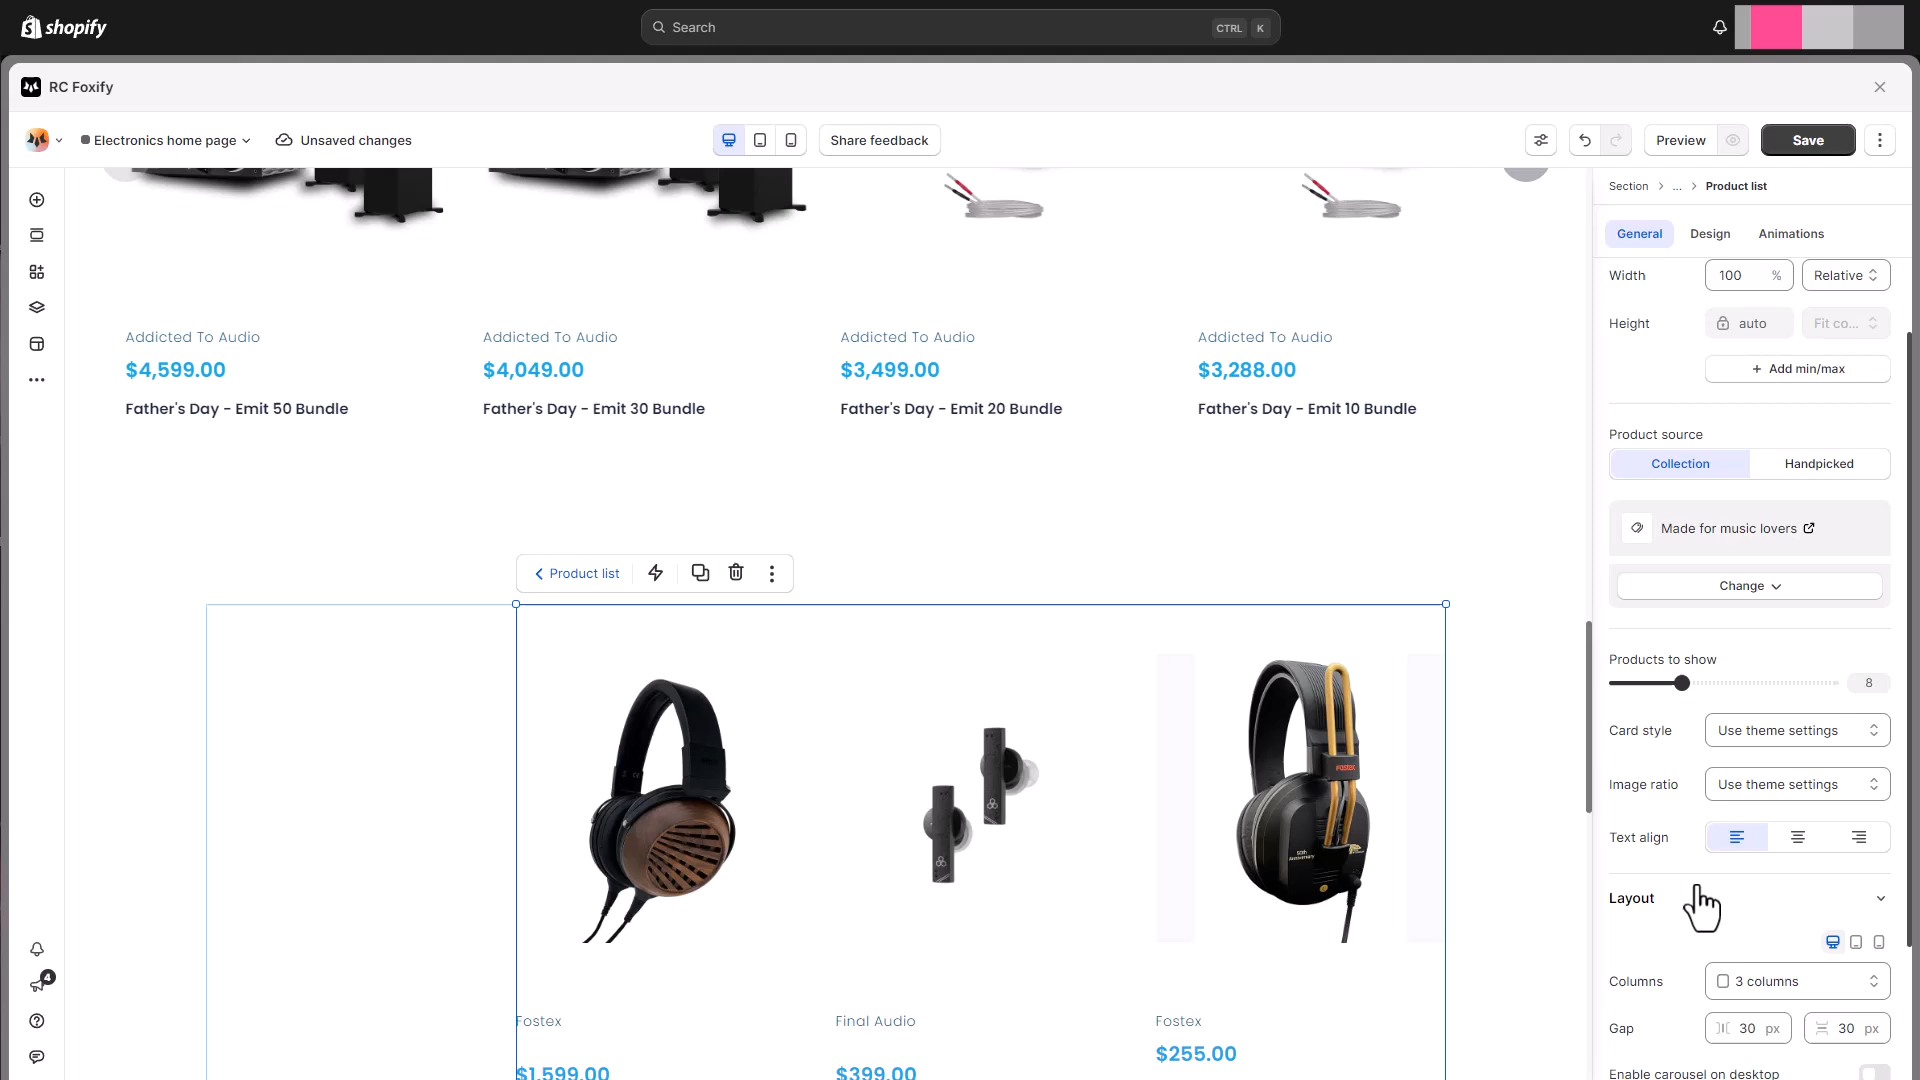 shopify
Search
CTRL K
RC Foxify
Electronics home page
Unsaved changes
Share feedback
Preview
Save
Section > ... > Product list
General
Design
Animations
Width
100 %
Relative
Height
auto
Fit co...
+ Add min/max
Product source
Collection
Handpicked
Made for music lovers
Change
Products to show
8
Card style
Use theme settings
Image ratio
Use theme settings
Text align
Layout
Columns
3 columns
Gap
30 px
30 px
Enable carousel on desktop
Addicted To Audio
$4,599.00
Father's Day - Emit 50 Bundle
Addicted To Audio
$4,049.00
Father's Day - Emit 30 Bundle
Addicted To Audio
$3,499.00
Father's Day - Emit 20 Bundle
Addicted To Audio
$3,288.00
Father's Day - Emit 10 Bundle
Product list
Fostex
Fostex
$1,599.00
Final Audio
$399.00
Fostex
$255.00
4